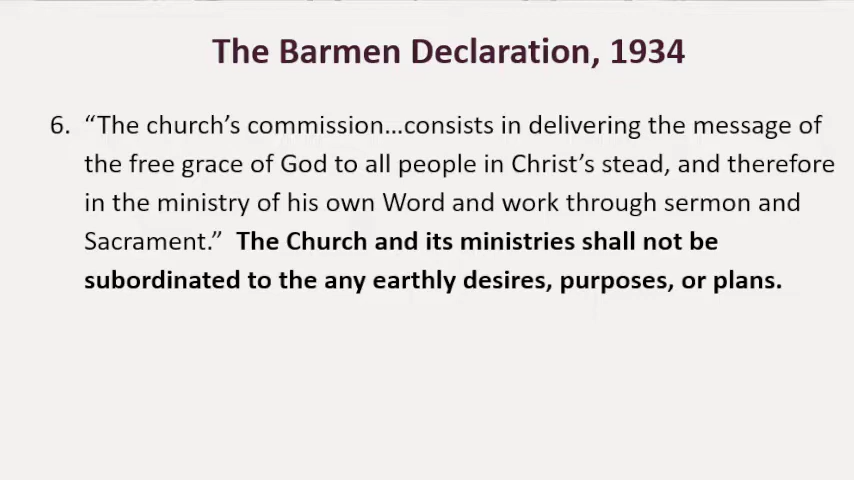 The Barmen Declaration, 1934
6. “The church’s commission...consists in delivering the message of
the free grace of God to all people in Christ’s stead, and therefore
in the ministry of his own Word and work through sermon and
Sacrament.” The Church and its ministries shall not be
subordinated to the any earthly desires, purposes, or plans.